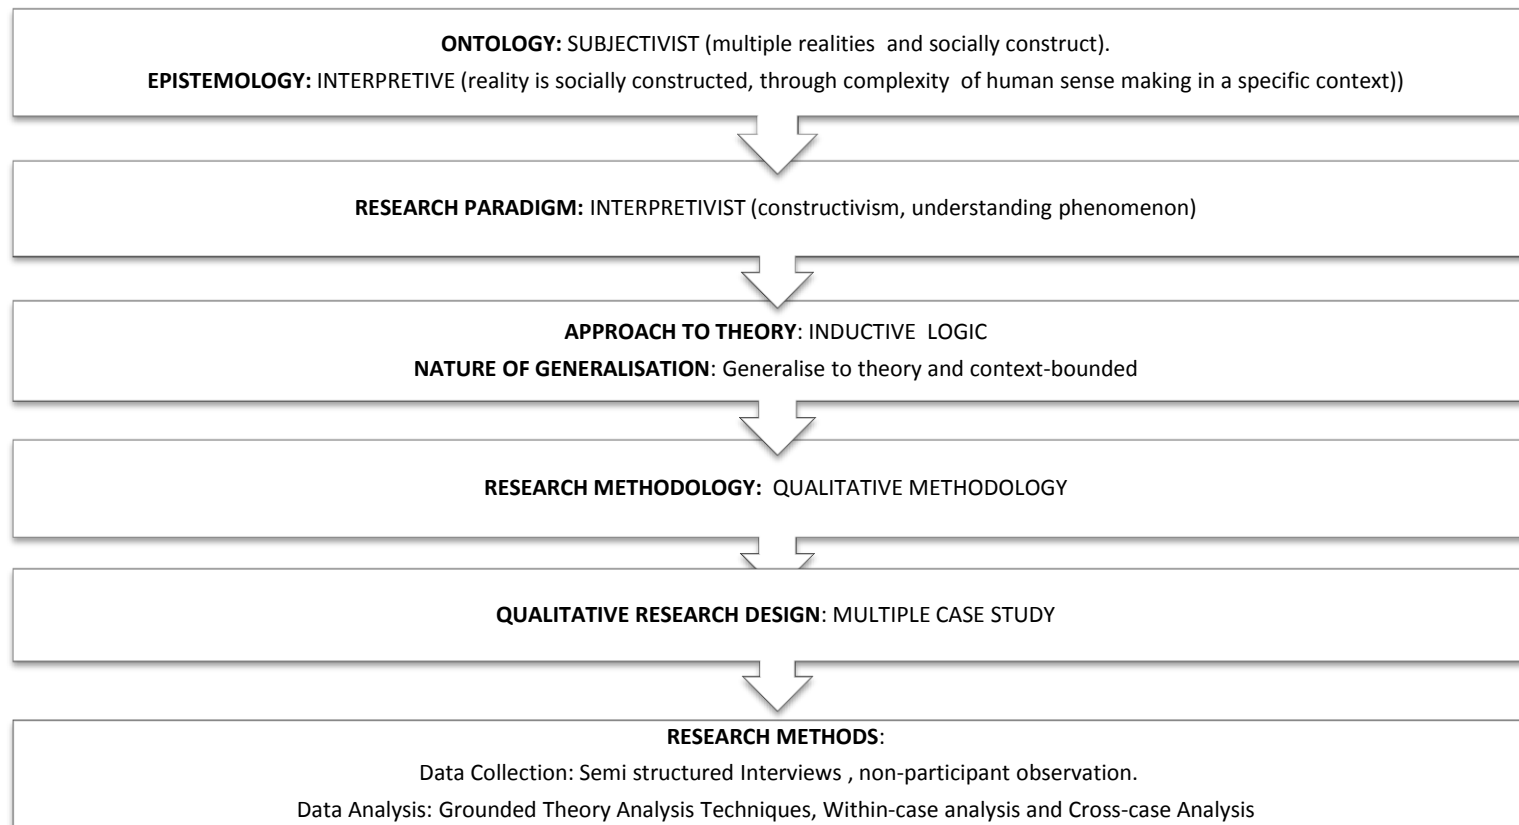 ONTOLOGY: SUBJECTIVIST (multiple realities and socially construct).
EPISTEMOLOGY: INTERPRETIVE (reality is socially constructed, through complexity of human sense making in a specific context))
RESEARCH PARADIGM: INTERPRETIVIST (constructivism, understanding phenomenon)
APPROACH TO THEORY: INDUCTIVE LOGIC
NATURE OF GENERALISATION: Generalise to theory and context-bounded
RESEARCH METHODOLOGY: QUALITATIVE METHODOLOGY
QUALITATIVE RESEARCH DESIGN: MULTIPLE CASE STUDY
RESEARCH METHODS:
Data Collection: Semi structured Interviews , non-participant observation.
Data Analysis: Grounded Theory Analysis Techniques, Within-case analysis and Cross-case Analysis